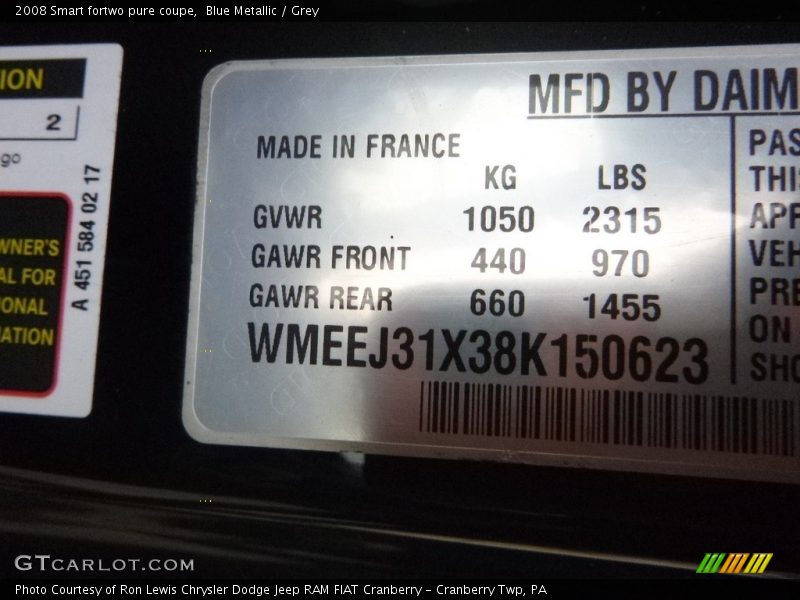 2008 Smart fortwo pure coupe,  Blue Metallic / Grey
ION
2
go
WNER'S
AL FOR
IONAL
ATION
A 451 584 02 17
MFD BY DAIM
MADE IN FRANCE
KG LBS
GVWR 1050 2315
GAWR FRONT 440 970
GAWR REAR 660 1455
WMEEJ31X38K150623
PAS
THIS
APP
VEH
PRE
ON
SHO
GTCARLOT.COM
Photo Courtesy of Ron Lewis Chrysler Dodge Jeep RAM FIAT Cranberry - Cranberry Twp, PA